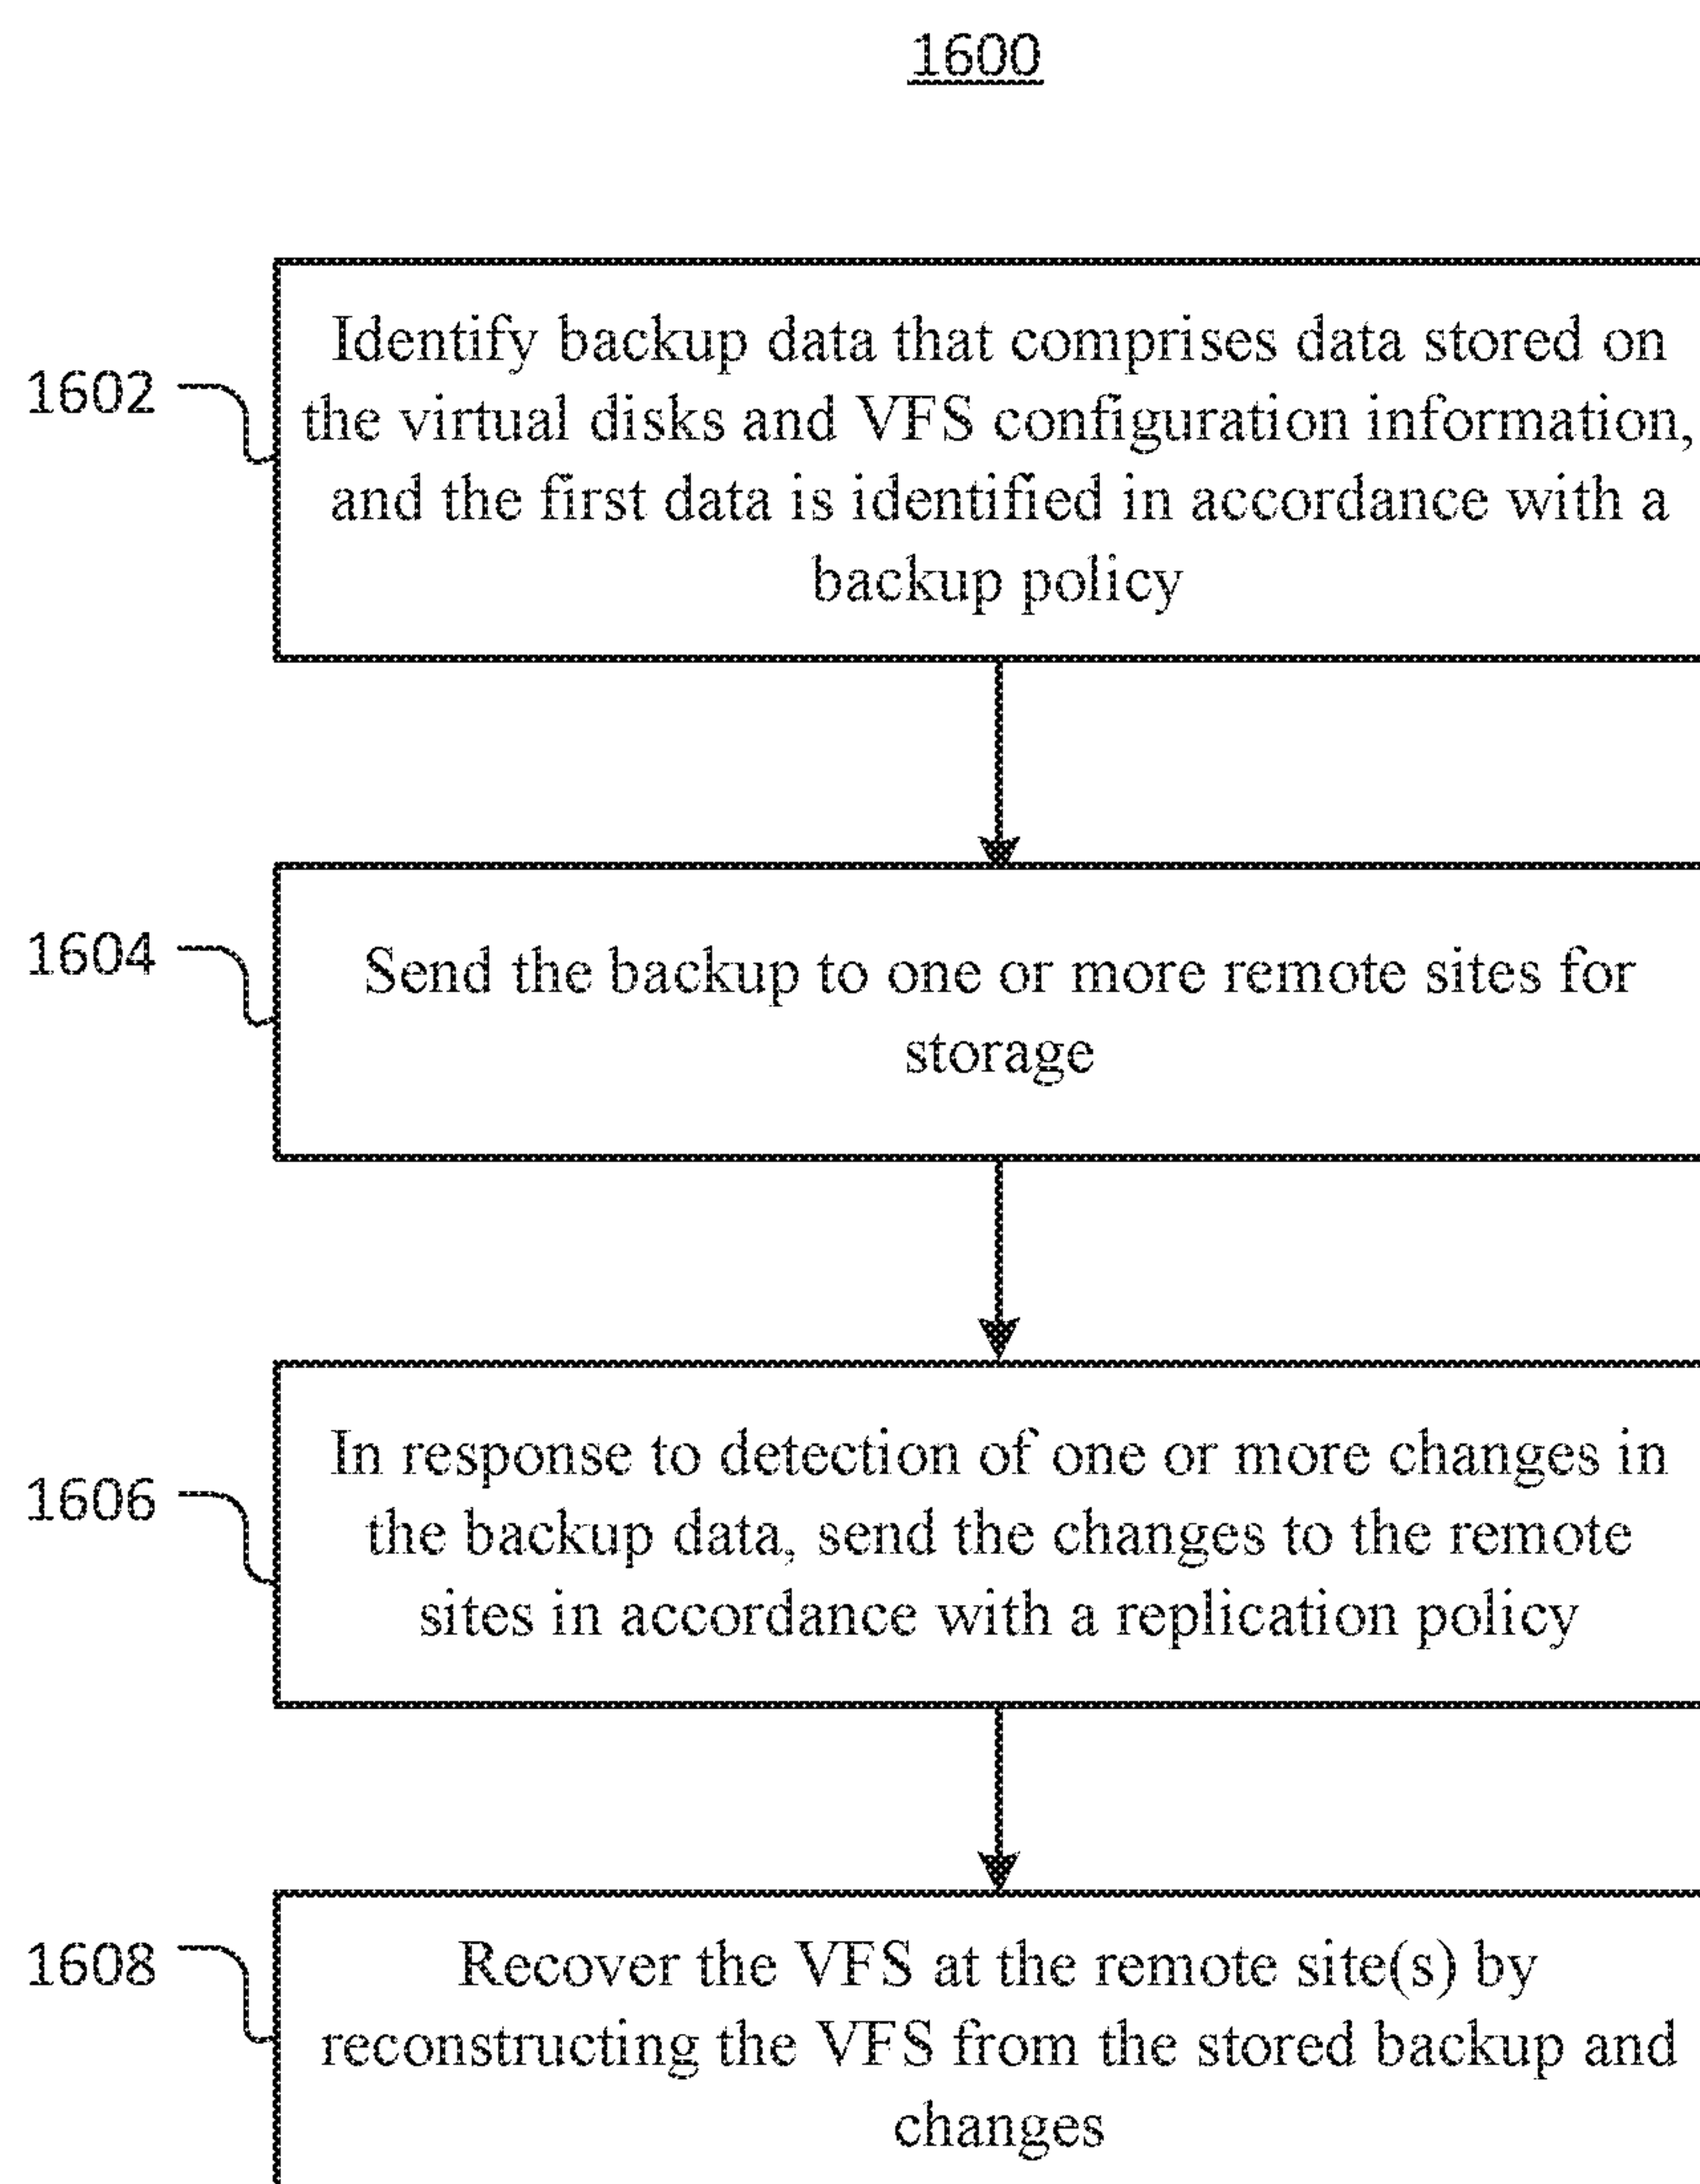 1600
1602
Identify backup data that comprises data stored on
the virtual disks and VFS configuration information,
and the first data is identified in accordance with a
backup policy
1604
Send the backup to one or more remote sites for
storage
1606
In response to detection of one or more changes in
the backup data, send the changes to the remote
sites in accordance with a replication policy
1608
Recover the VFS at the remote site(s) by
reconstructing the VFS from the stored backup and
changes